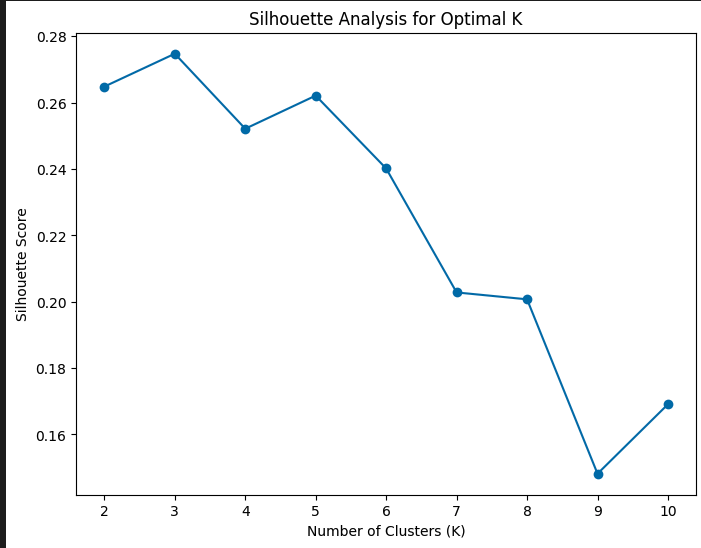 Silhouette Analysis for Optimal K
0.28
0.26
0.24
0.22
0.20
0.18
0.16
Silhouette Score
2 3 4 5 6 7 8 9 10
Number of Clusters (K)